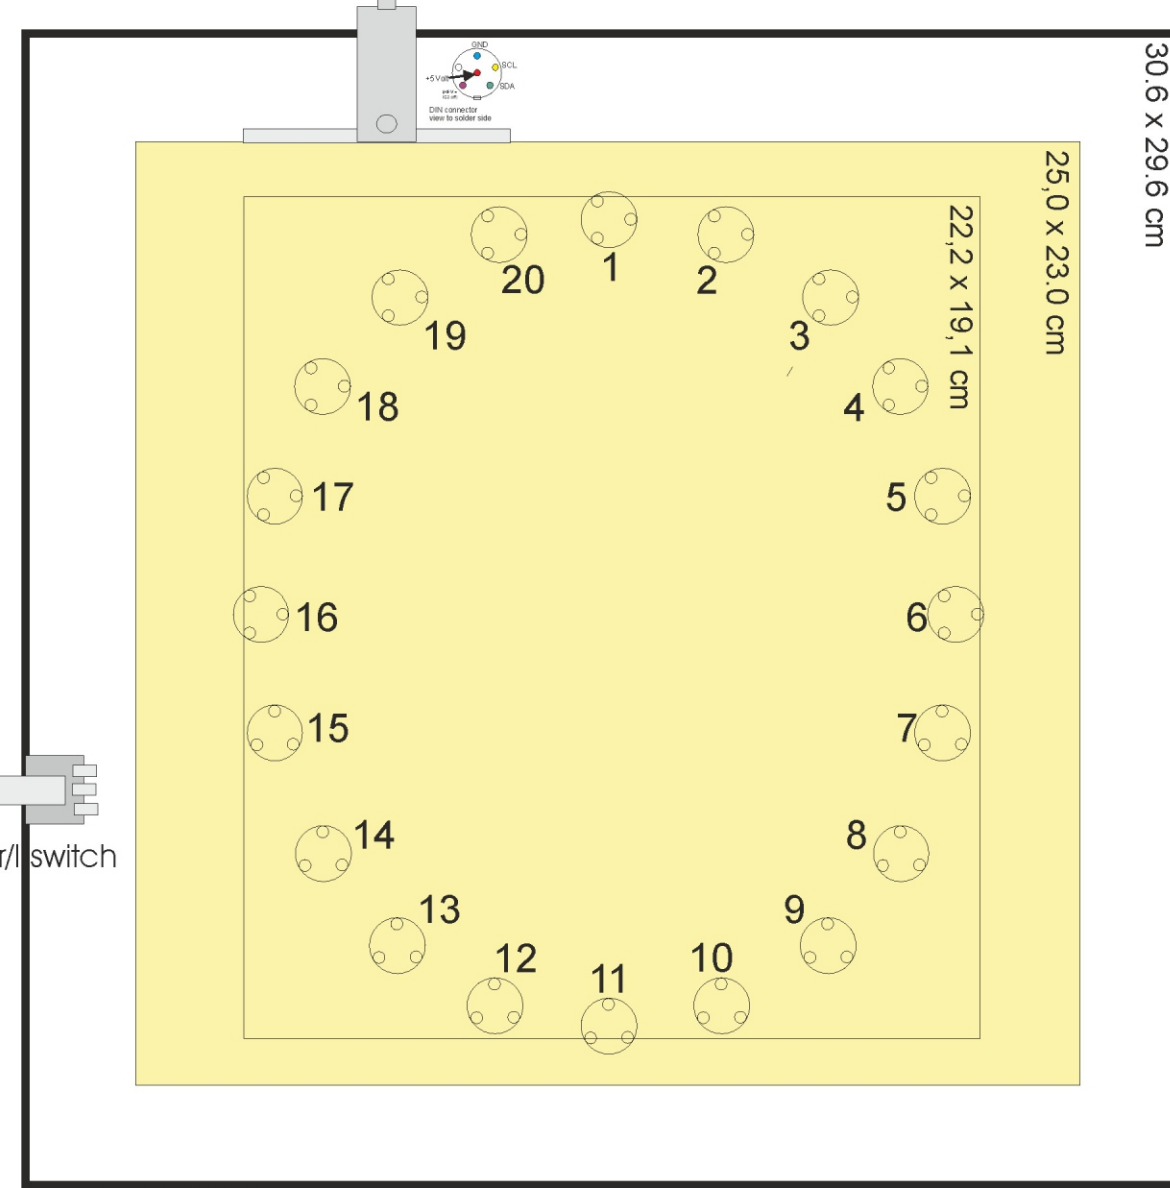 GND
SCL
+5Volt
SDA
DIN connector
view to solder side
30.6 x 29.6 cm
25,0 x 23.0 cm
22,2 x 19,1 cm
1
2
3
4
5
6
7
8
9
10
11
12
13
14
15
16
17
18
19
20
switch